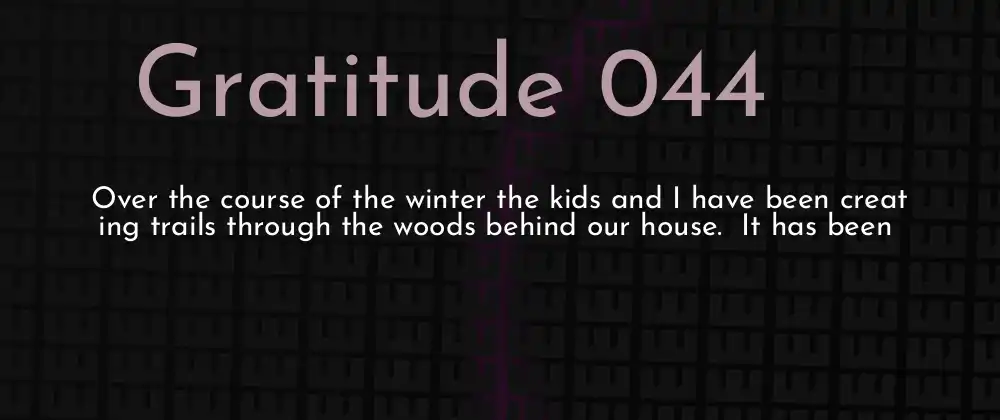 Gratitude 044
Over the course of the winter the kids and I have been creat
ing trails through the woods behind our house.  It has been